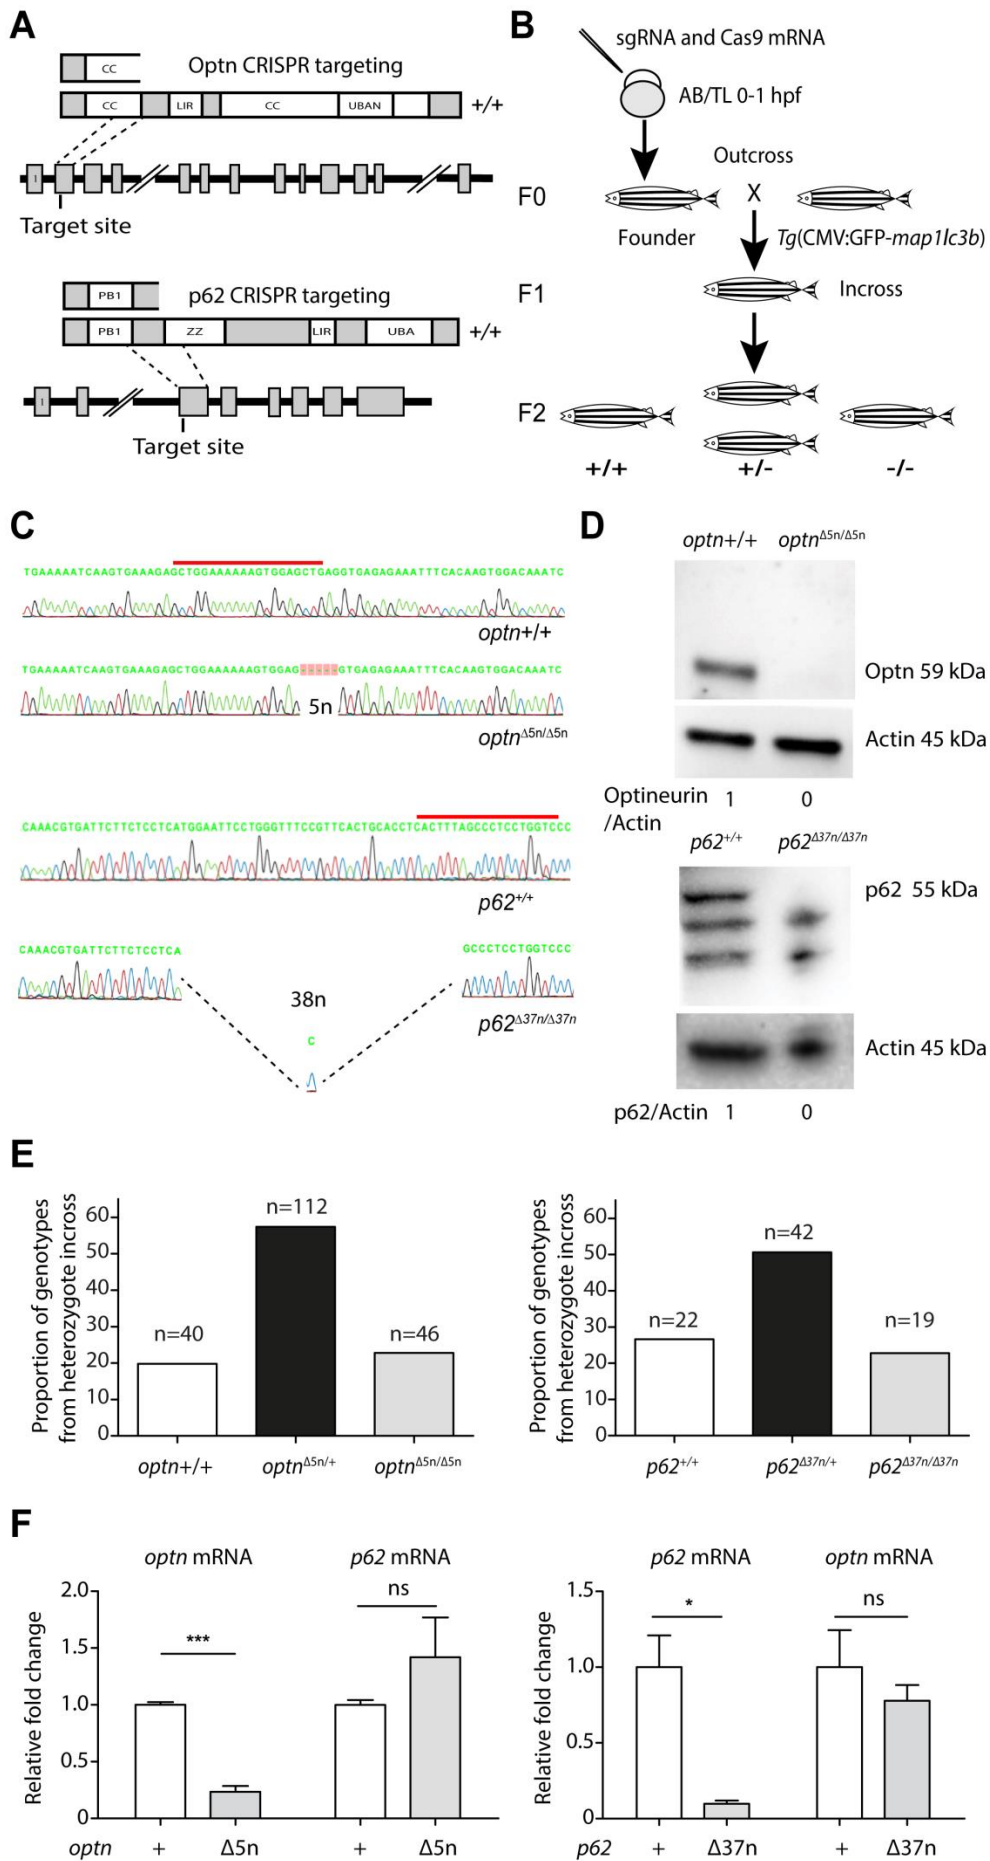 A
CC
Optn CRISPR targeting
CC LIR CC UBAN +/+
1
Target site
PB1
p62 CRISPR targeting
PB1 ZZ LIR UBA +/+
1
Target site
B
sgRNA and Cas9 mRNA
AB/TL 0-1 hpf
Outcross
F0 X
Founder Tg(CMV:GFP-map1lc3b)
F1 Incross
F2
+/+ +/- -/-
C
TGAAAAATCAAGTGAAAGAGCTGGAAAAAAGTGGAGCTGAGGTGAGAGAAATTTCACAAGTGGACAAATC
optn+/+
TGAAAAATCAAGTGAAAGAGCTGGAAAAAAGTGGAG-----GTGAGAGAAATTTCACAAGTGGACAAATC
5n
optnΔ5n/Δ5n
CAAACGTGATTCTTCTCCTCATGGAATTCCTGGGTTTCCGTTCACTGCACCTCACTTTAGCCCTCCTGGTCCC
p62+/+
CAAACGTGATTCTTCTCCTCA GCCCTCCTGGTCCC
38n
p62Δ37n/Δ37n
C
D
optn+/+ optnΔ5n/Δ5n
Optn 59 kDa
Actin 45 kDa
Optineurin 1 0
/Actin
p62+/+ p62Δ37n/Δ37n
p62 55 kDa
Actin 45 kDa
p62/Actin 1 0
E
Proportion of genotypes
from heterozygote incross
60
50
40
30
20
10
0
n=40
n=112
n=46
optn+/+ optnΔ5n/+ optnΔ5n/Δ5n
Proportion of genotypes
from heterozygote incross
60
50
40
30
20
10
0
n=22
n=42
n=19
p62+/+ p62Δ37n/+ p62Δ37n/Δ37n
F
optn mRNA p62 mRNA
Relative fold change
2.0
1.5
1.0
0.5
0
***
ns
optn + Δ5n + Δ5n
p62 mRNA optn mRNA
Relative fold change
1.5
1.0
0.5
0
*
ns
p62 + Δ37n + Δ37n